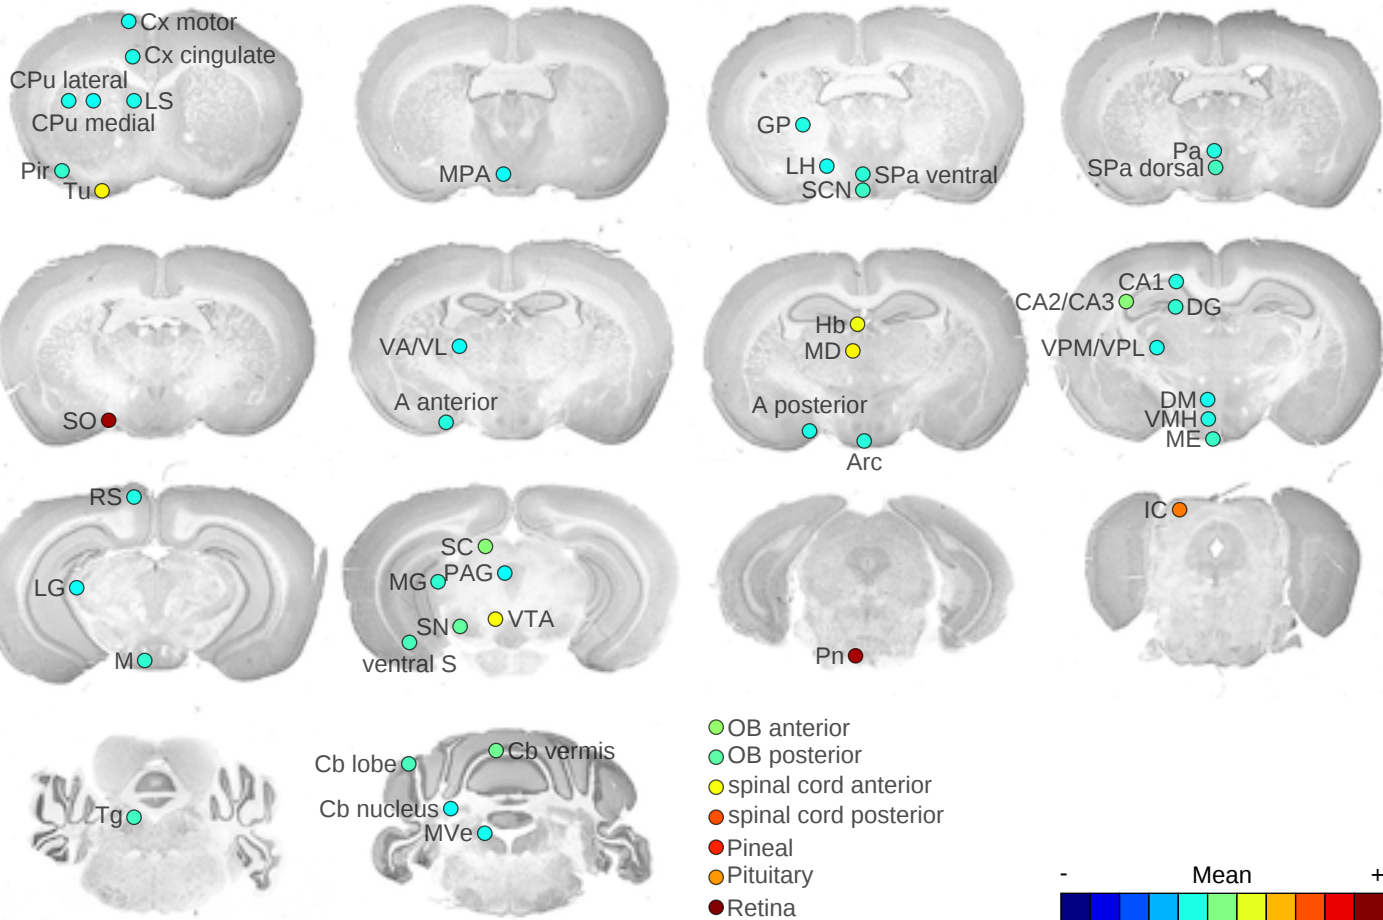 Cx motor
Cx cingulate
CPu lateral
LS
CPu medial
Pir
Tu
MPA
GP
LH
SPa ventral
SCN
Pa
SPa dorsal
SO
VA/VL
A anterior
Hb
MD
A posterior
Arc
CA1
CA2/CA3
DG
VPM/VPL
DM
VMH
ME
RS
LG
M
SC
MG
PAG
SN
VTA
ventral S
Pn
IC
Tg
Cb lobe
Cb vermis
Cb nucleus
MVe
OB anterior
OB posterior
spinal cord anterior
spinal cord posterior
Pineal
Pituitary
Retina
- Mean +